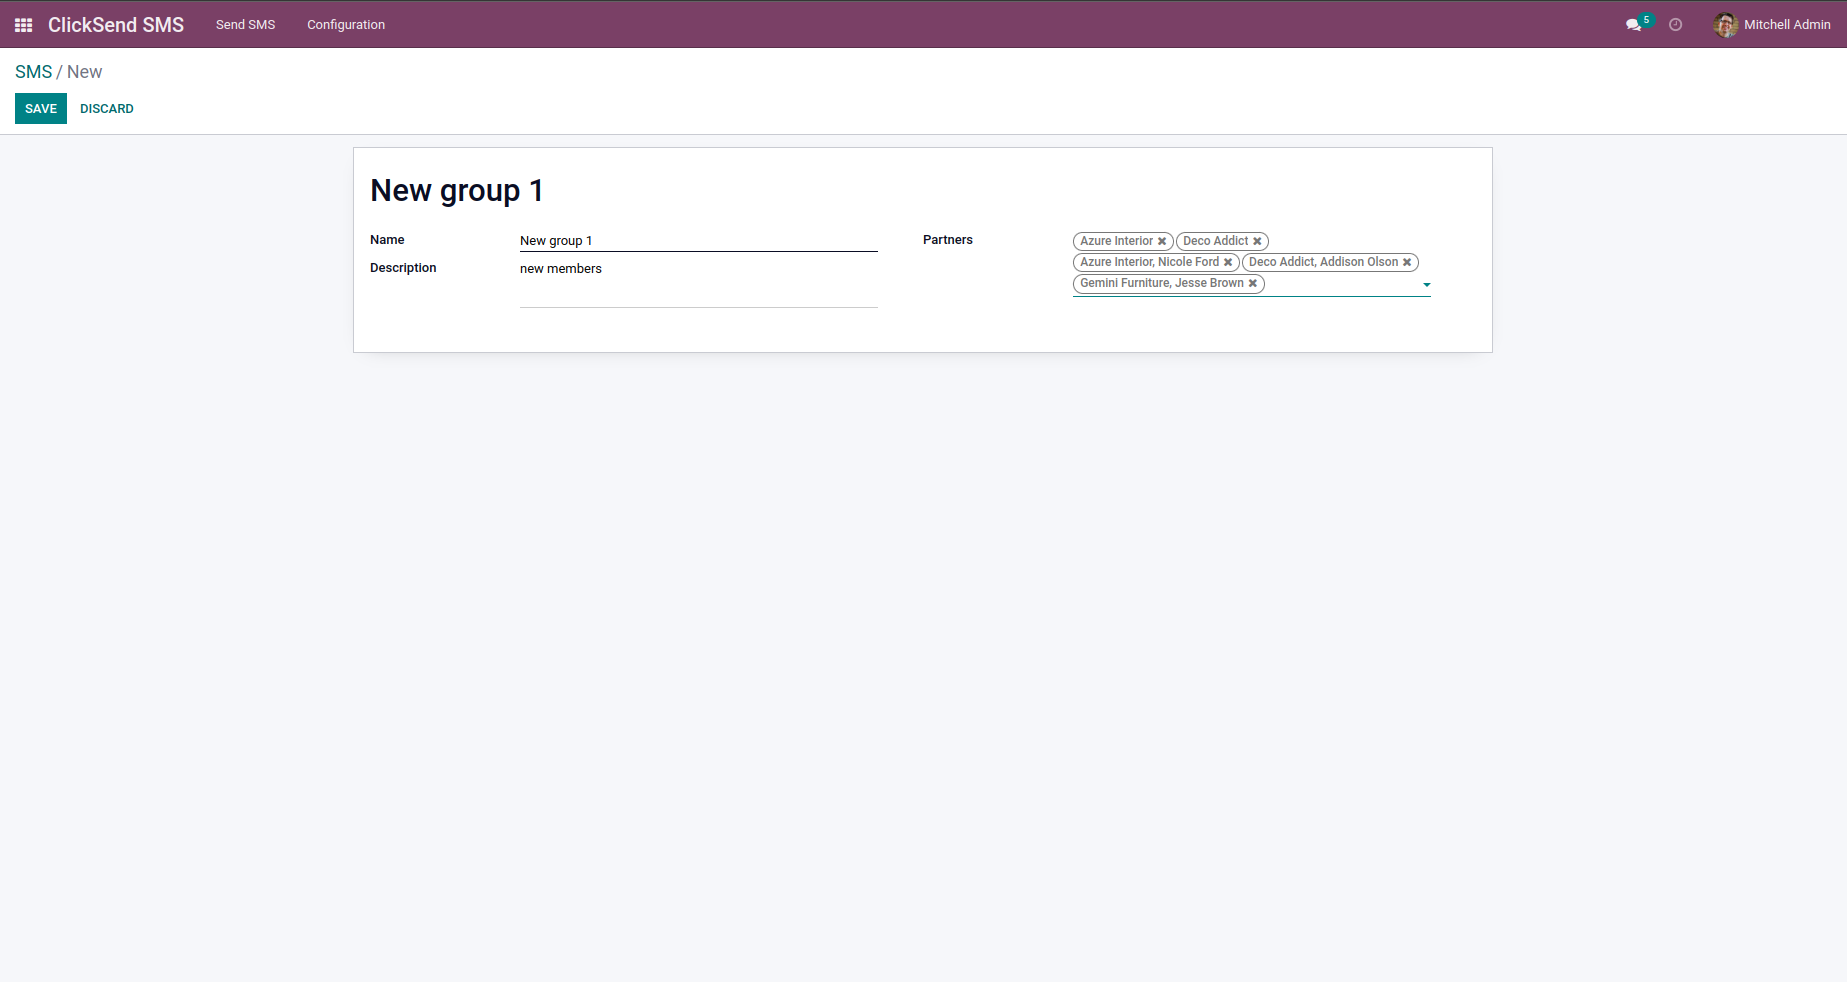 ClickSend SMS Send SMS Configuration 5 Mitchell Admin
SMS / New
SAVE DISCARD
New group 1
Name New group 1 Partners Azure Interior ✖ Deco Addict ✖
Description new members Azure Interior, Nicole Ford ✖ Deco Addict, Addison Olson ✖
Gemini Furniture, Jesse Brown ✖